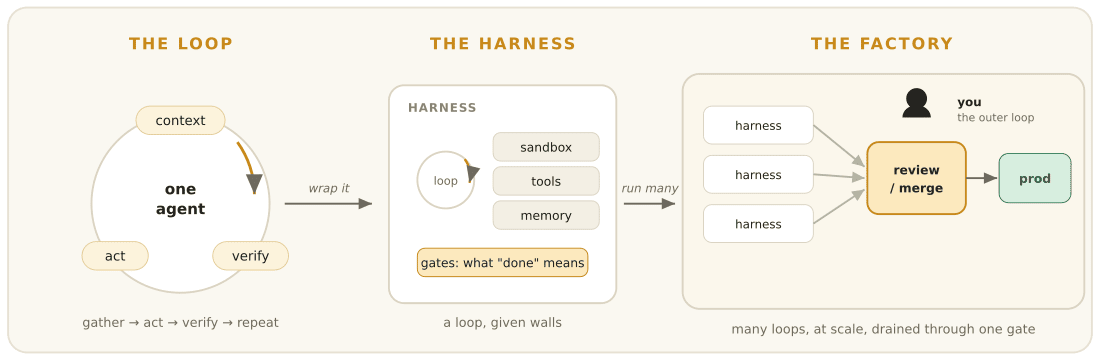 THE LOOP
context
one
agent
act
verify
gather → act → verify → repeat
wrap it
THE HARNESS
HARNESS
loop
sandbox
tools
memory
gates: what "done" means
a loop, given walls
run many
THE FACTORY
harness
harness
harness
you
the outer loop
review
/ merge
prod
many loops, at scale, drained through one gate